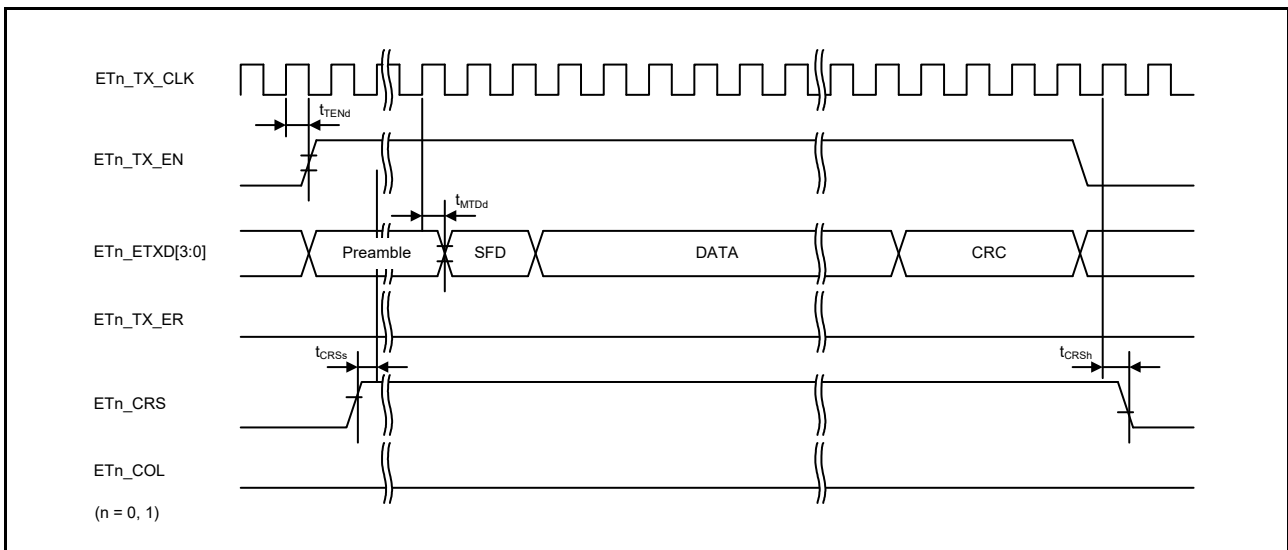 ETn_TX_CLK
tTENd
ETn_TX_EN
tMTDd
ETn_ETXD[3:0]
Preamble SFD DATA CRC
ETn_TX_ER
tCRSs tCRSh
ETn_CRS
ETn_COL
(n = 0, 1)